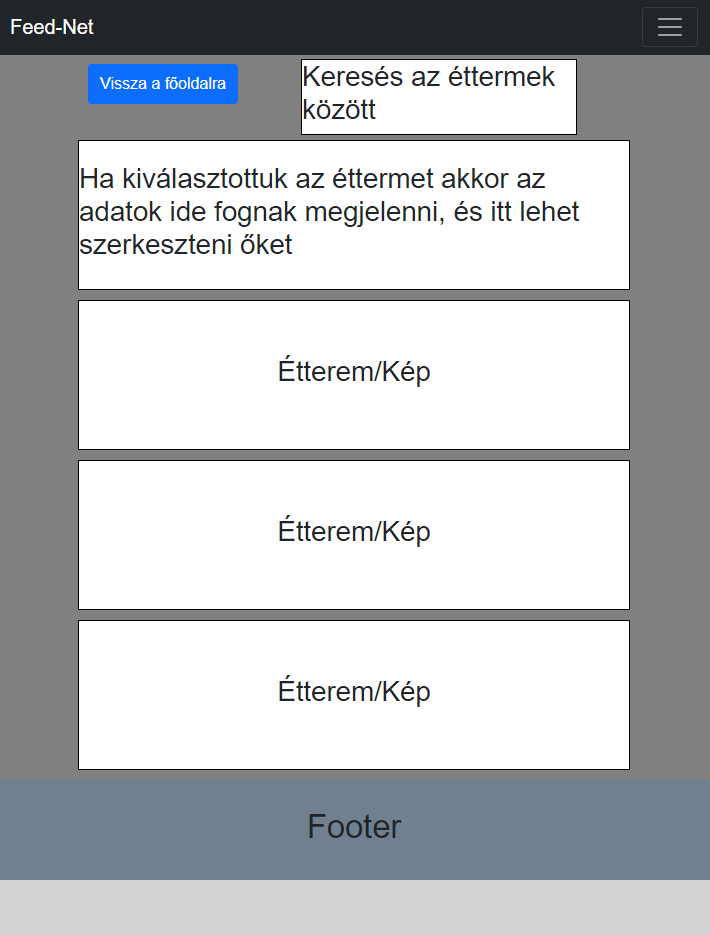 Feed-Net
Vissza a főoldalra
Keresés az éttermek
között
Ha kiválasztottuk az éttermet akkor az
adatok ide fognak megjelenni, és itt lehet
szerkeszteni őket
Étterem/Kép
Étterem/Kép
Étterem/Kép
Footer